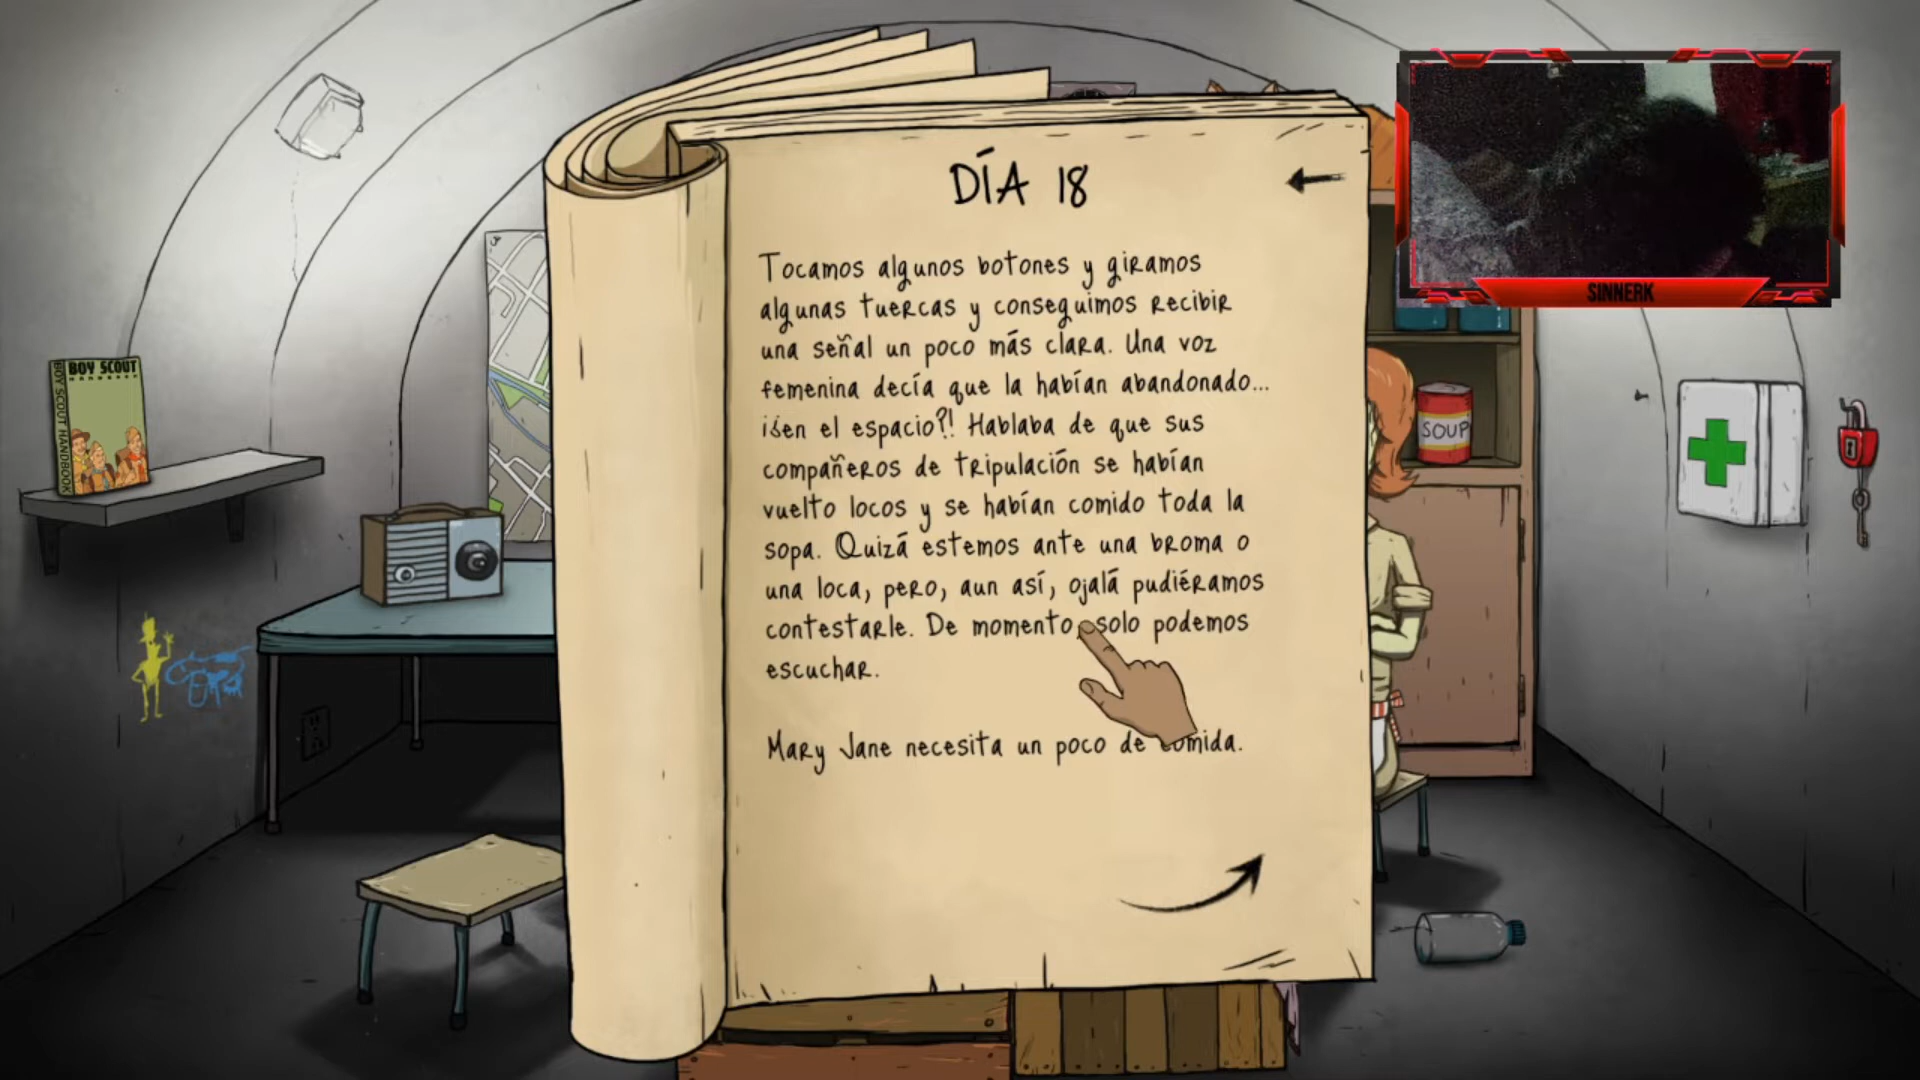 DÍA 18
Tocamos algunos botones y giramos
algunas tuercas y conseguimos recibir
una señal un poco más clara. Una voz
femenina decía que la habían abandonado...
¡¿en el espacio?! Hablaba de que sus
compañeros de tripulación se habían
vuelto locos y se habían comido toda la
sopa. Quizá estemos ante una broma o
una loca, pero, aun así, ojalá pudiéramos
contestarle. De momento, solo podemos
escuchar.
Mary Jane necesita un poco de comida.
SINNERK
BOY SCOUT
HANDBOOK
BOY SCOUT HANDBOOK
SOUP